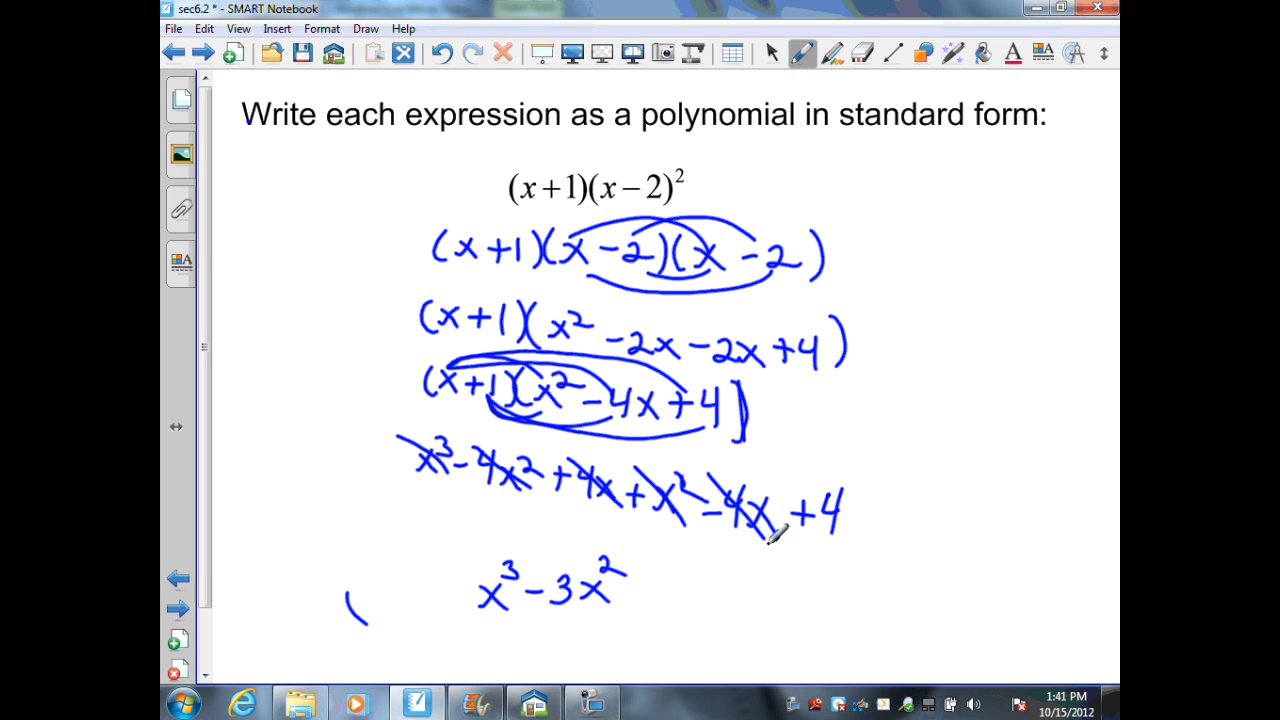 sec6.2 * - SMART Notebook
File Edit View Insert Format Draw Help
Write each expression as a polynomial in standard form:
(x+1)(x−2)²
(x+1)(x−2)(x−2)
(x+1)(x²−2x−2x+4)
(x+1)(x²−4x+4)
x³−4x²+4x+x²−4x+4
x³−3x²
(
1:41 PM
10/15/2012